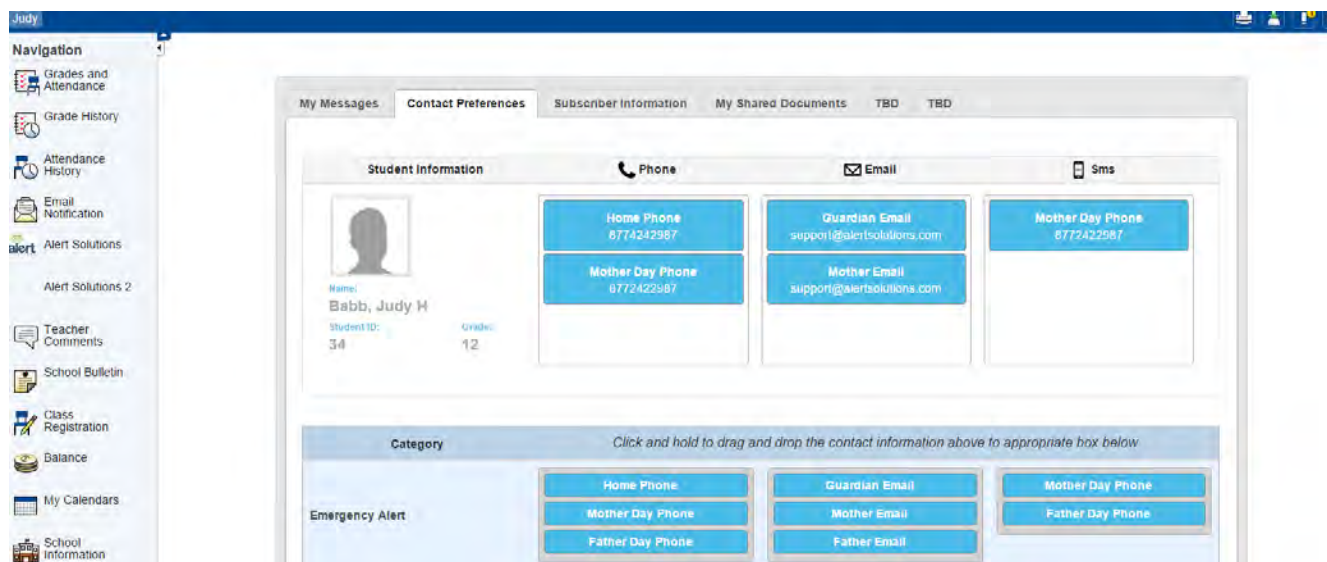 Judy
Navigation
Grades and
Attendance
Grade History
Attendance
History
Email
Notification
alert Alert Solutions
Alert Solutions 2
Teacher
Comments
School Bulletin
Class
Registration
Balance
My Calendars
School
Information
My Messages Contact Preferences Subscriber Information My Shared Documents TBD TBD
Student Information Phone Email Sms
Name:
Babb, Judy H
Student ID: Grade:
34 12
Home Phone
8774242987
Mother Day Phone
8772422987
Guardian Email
support@alertsolutions.com
Mother Email
support@alertsolutions.com
Mother Day Phone
8772422987
Category Click and hold to drag and drop the contact information above to appropriate box below
Emergency Alert
Home Phone Guardian Email Mother Day Phone
Mother Day Phone Mother Email Father Day Phone
Father Day Phone Father Email